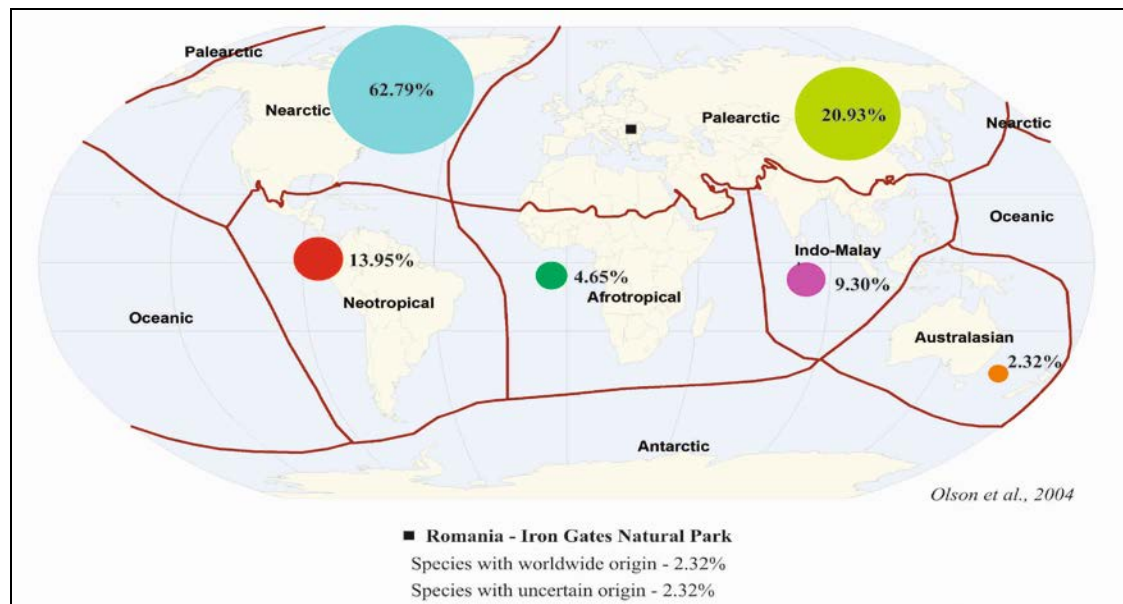 Palearctic
62.79%
Nearctic
Palearctic
20.93%
Nearctic
Oceanic
13.95%
Neotropical
4.65%
Afrotropical
Indo-Malay
9.30%
Oceanic
Australasian
2.32%
Antarctic
Olson et al., 2004
Romania - Iron Gates Natural Park
Species with worldwide origin - 2.32%
Species with uncertain origin - 2.32%